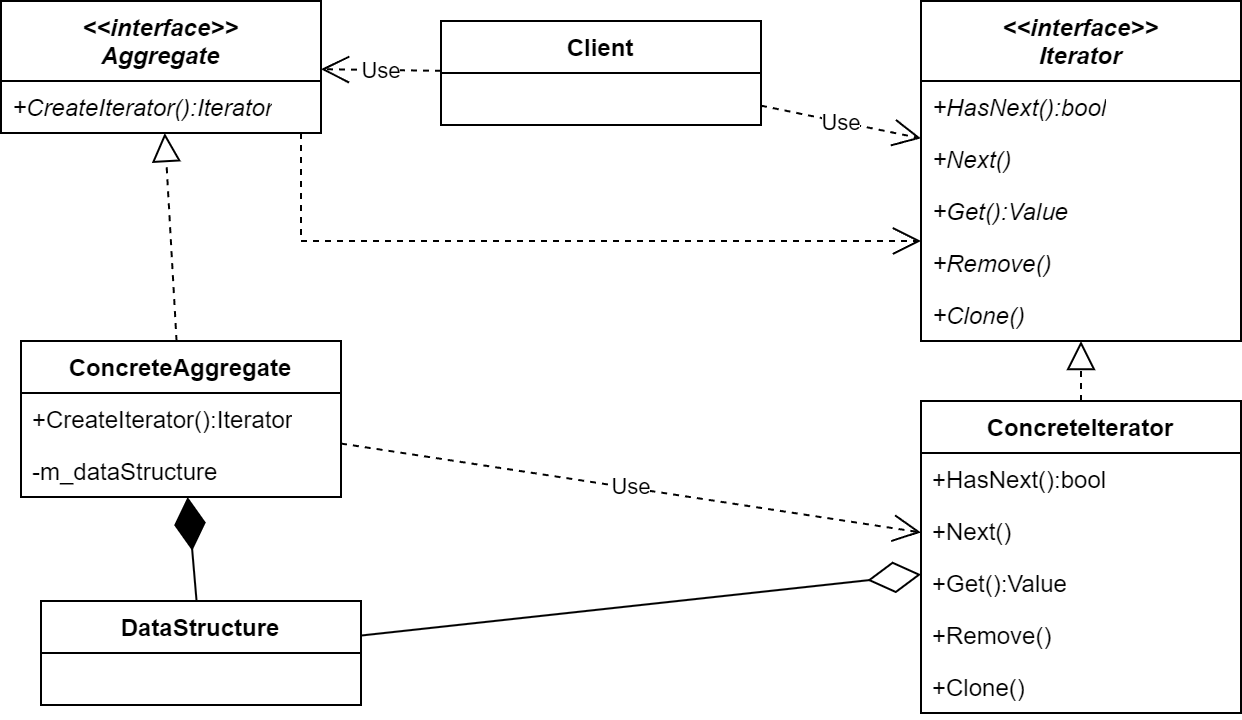 <<interface>>
Aggregate
+CreateIterator():Iterator
Use
Client
Use
<<interface>>
Iterator
+HasNext():bool
+Next()
+Get():Value
+Remove()
+Clone()
ConcreteAggregate
+CreateIterator():Iterator
-m_dataStructure
Use
ConcreteIterator
+HasNext():bool
+Next()
+Get():Value
+Remove()
+Clone()
DataStructure